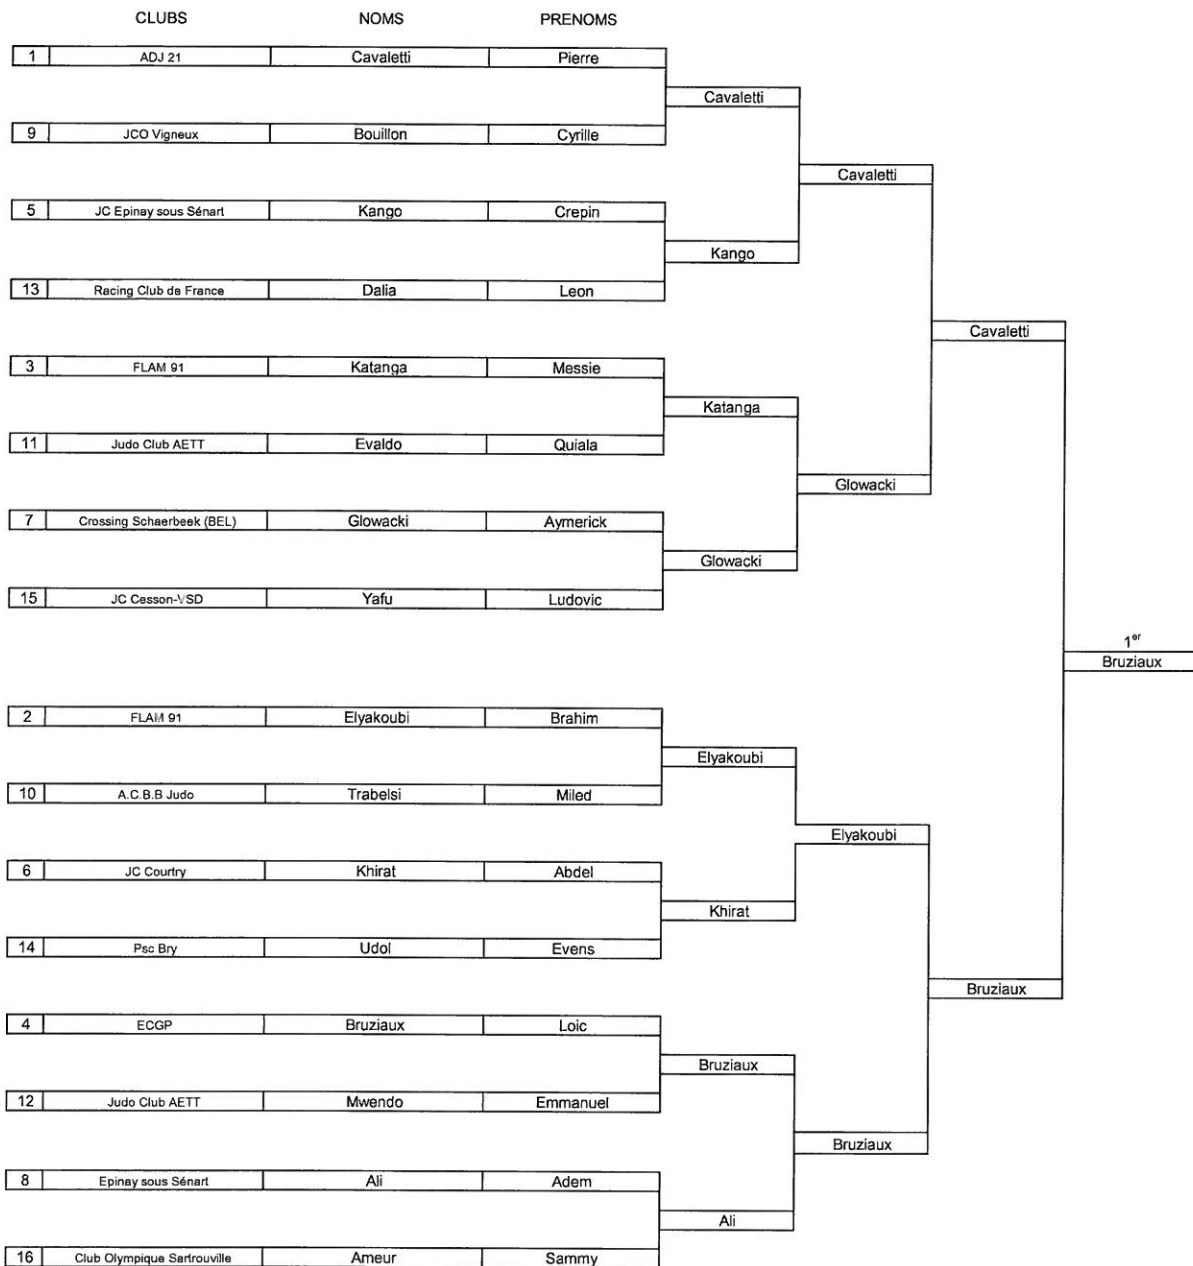 CLUBS NOMS PRENOMS
1 ADJ 21 Cavaletti Pierre
Cavaletti
9 JCO Vigneux Bouillon Cyrille
Cavaletti
5 JC Epinay sous Sénart Kango Crepin
Kango
13 Racing Club de France Dalia Leon
Cavaletti
3 FLAM 91 Katanga Messie
Katanga
11 Judo Club AETT Evaldo Quiala
Glowacki
7 Crossing Schaerbeek (BEL) Glowacki Aymerick
Glowacki
15 JC Cesson-VSD Yafu Ludovic
1er
Bruziaux
2 FLAM 91 Elyakoubi Brahim
Elyakoubi
10 A.C.B.B Judo Trabelsi Miled
Elyakoubi
6 JC Courtry Khirat Abdel
Khirat
14 Psc Bry Udol Evens
Bruziaux
4 ECGP Bruziaux Loic
Bruziaux
12 Judo Club AETT Mwendo Emmanuel
Bruziaux
8 Epinay sous Sénart Ali Adem
Ali
16 Club Olympique Sartrouville Ameur Sammy